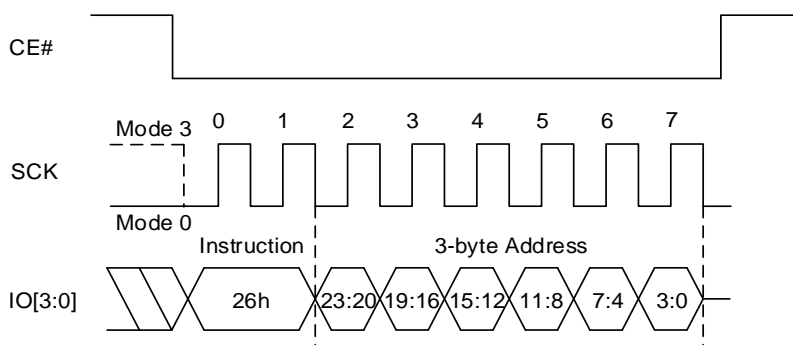 CE#
Mode 3
0 1 2 3 4 5 6 7
SCK
Mode 0
Instruction
3-byte Address
IO[3:0]
26h
23:20 19:16 15:12 11:8 7:4 3:0